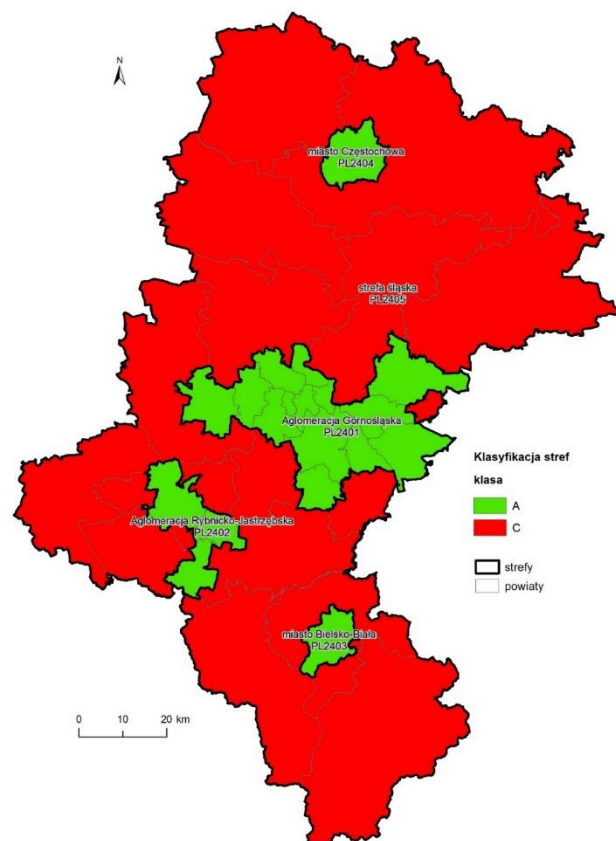 N
miasto Częstochowa
PL2404
strefa śląska
PL2405
Aglomeracja Górnośląska
PL2401
Klasyfikacja stref
klasa
A
C
strefy
powiaty
Aglomeracja Rybnicko-Jastrzębska
PL2402
miasto Bielsko-Biała
PL2403
0 10 20 km